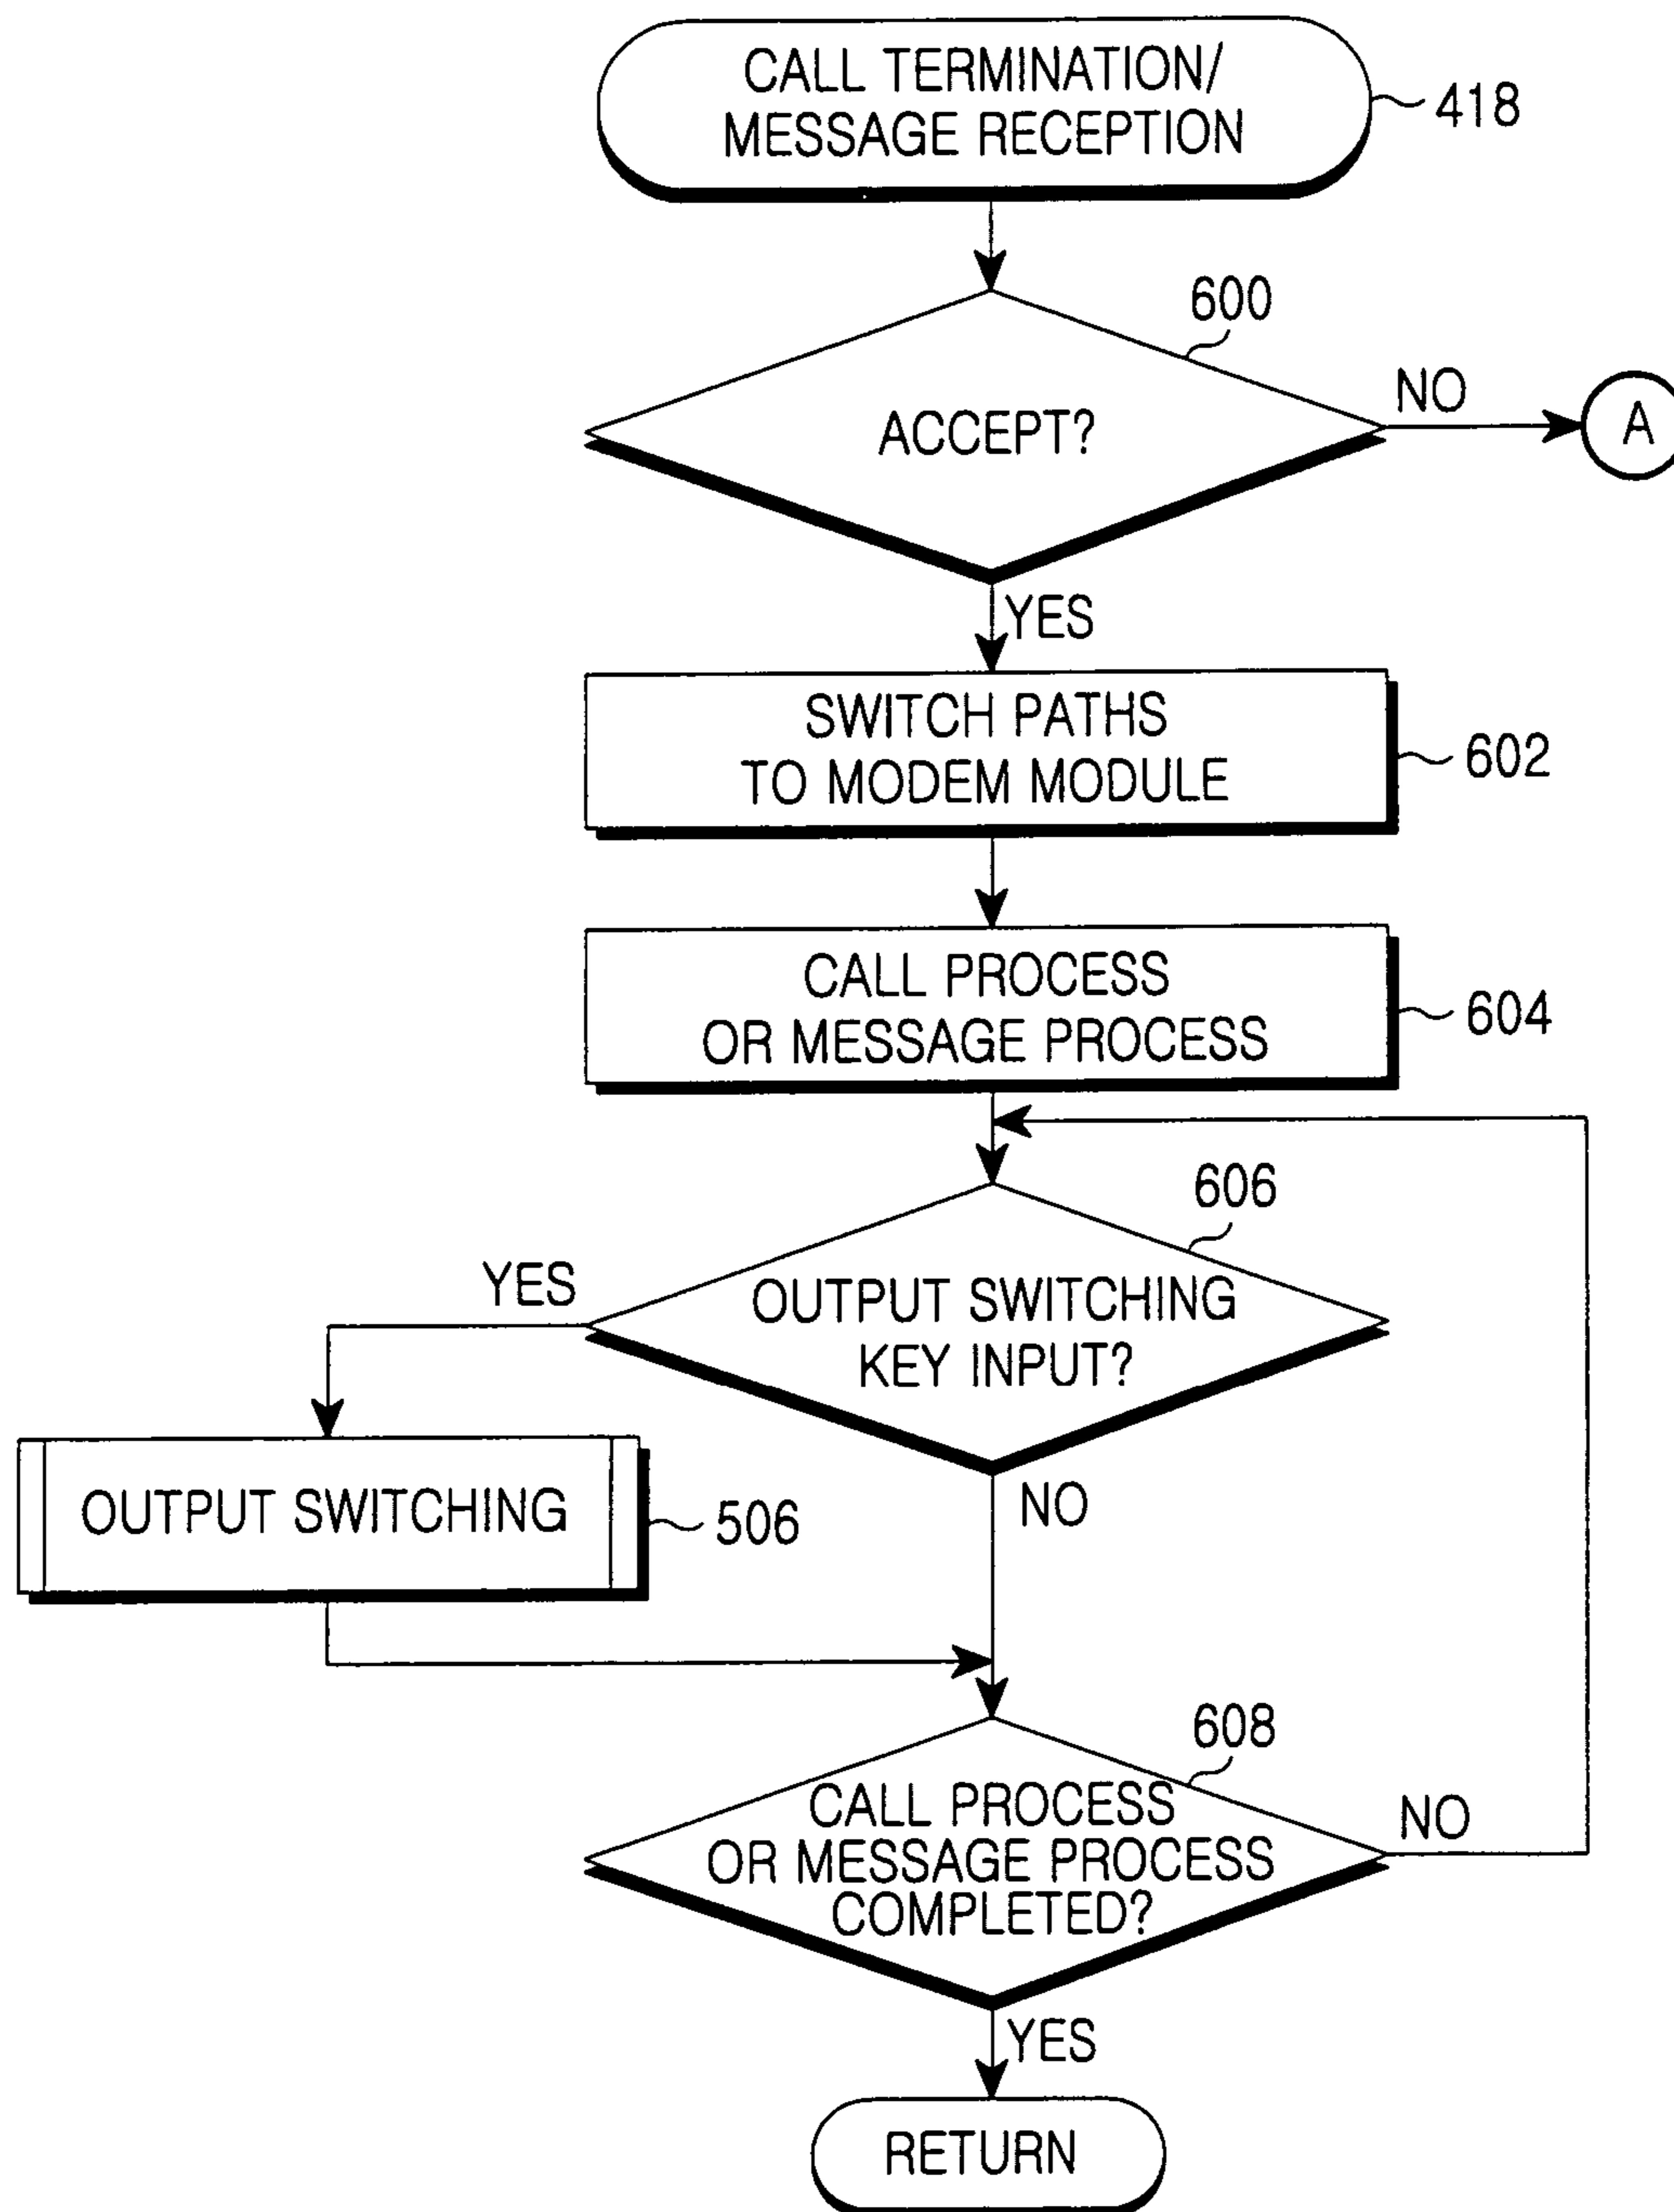 CALL TERMINATION/
MESSAGE RECEPTION
418
600
ACCEPT?
NO
A
YES
SWITCH PATHS
TO MODEM MODULE
602
CALL PROCESS
OR MESSAGE PROCESS
604
606
YES
OUTPUT SWITCHING
KEY INPUT?
OUTPUT SWITCHING
506
NO
608
CALL PROCESS
OR MESSAGE PROCESS
COMPLETED?
NO
YES
RETURN